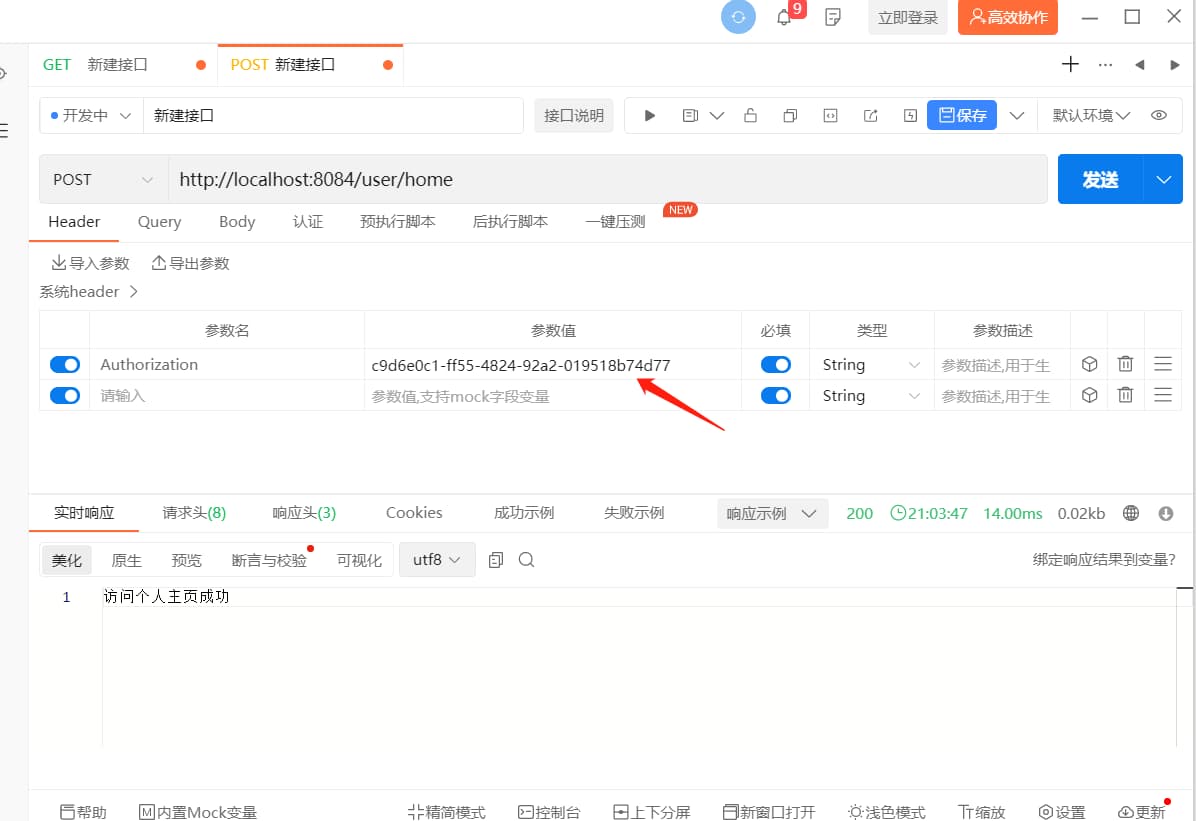 9 立即登录 高效协作
GET 新建接口 POST 新建接口
开发中 新建接口 接口说明 保存 默认环境
POST http://localhost:8084/user/home 发送
Header Query Body 认证 预执行脚本 后执行脚本 一键压测 NEW
导入参数 导出参数
系统header
参数名 参数值 必填 类型 参数描述
Authorization c9d6e0c1-ff55-4824-92a2-019518b74d77 String 参数描述,用于生
请输入 参数值,支持mock字段变量 String 参数描述,用于生
实时响应 请求头(8) 响应头(3) Cookies 成功示例 失败示例 响应示例 200 21:03:47 14.00ms 0.02kb
美化 原生 预览 断言与校验 可视化 utf8 绑定响应结果到变量?
1 访问个人主页成功
帮助 内置Mock变量 精简模式 控制台 上下分屏 新窗口打开 浅色模式 缩放 设置 更新